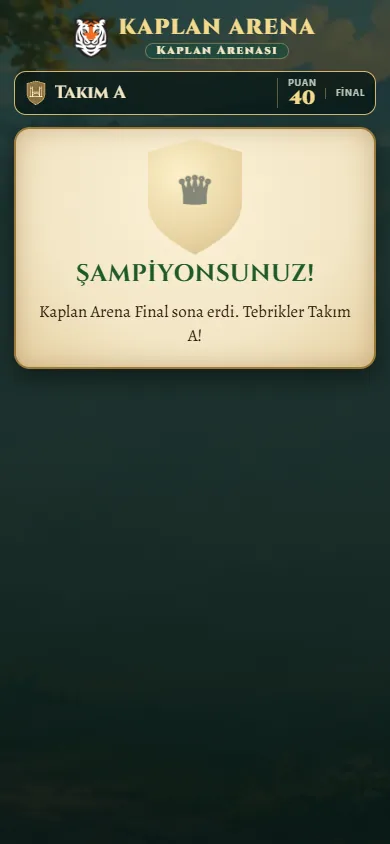 KAPLAN ARENA
Kaplan Arenası
Takım A
PUAN
40
FİNAL
ŞAMPİYONSUNUZ!
Kaplan Arena Final sona erdi. Tebrikler Takım
A!